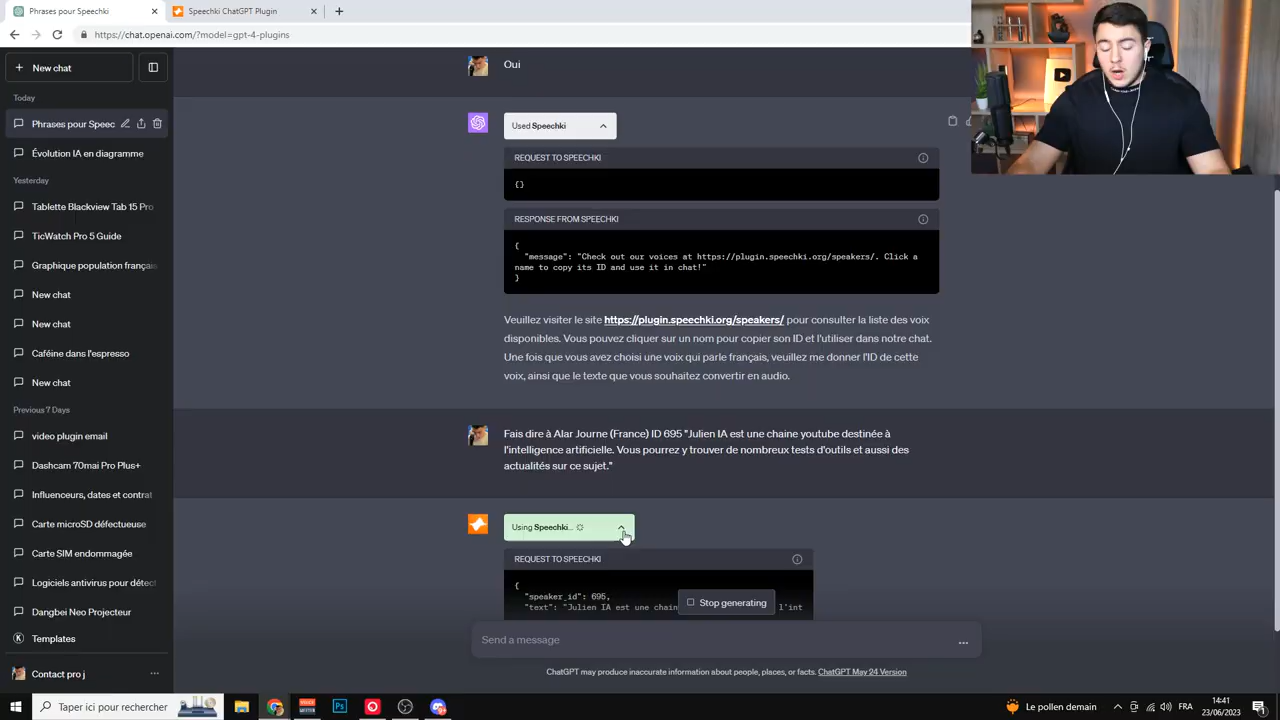 Phrases pour Speechki
Speechki ChatGPT Plugin
https://chat.openai.com/?model=gpt-4-plugins
New chat
Today
Phrases pour Speec
Évolution IA en diagramme
Yesterday
Tablette Blackview Tab 15 Pro
TicWatch Pro 5 Guide
Graphique population français
New chat
New chat
Caféine dans l'espresso
New chat
Previous 7 Days
video plugin email
Dashcam 70mai Pro Plus+
Influenceurs, dates et contrat
Carte microSD défectueuse
Carte SIM endommagée
Logiciels antivirus pour détect
Dangbei Neo Projecteur
Templates
Contact pro j
Oui
Used Speechki
REQUEST TO SPEECHKI
{}
RESPONSE FROM SPEECHKI
{
"message": "Check out our voices at https://plugin.speechki.org/speakers/. Click a
name to copy its ID and use it in chat!"
}
Veuillez visiter le site https://plugin.speechki.org/speakers/ pour consulter la liste des voix
disponibles. Vous pouvez cliquer sur un nom pour copier son ID et l'utiliser dans notre chat.
Une fois que vous avez choisi une voix qui parle français, veuillez me donner l'ID de cette
voix, ainsi que le texte que vous souhaitez convertir en audio.
Fais dire à Alar Journe (France) ID 695 "Julien IA est une chaine youtube destinée à
l'intelligence artificielle. Vous pourrez y trouver de nombreux tests d'outils et aussi des
actualités sur ce sujet."
Using Speechki...
REQUEST TO SPEECHKI
{
"speaker_id": 695,
"text": "Julien IA est une chain l'int
Stop generating
Send a message
ChatGPT may produce inaccurate information about people, places, or facts. ChatGPT May 24 Version
Taper ici pour rechercher
Le pollen demain
FRA
14:41
23/06/2023